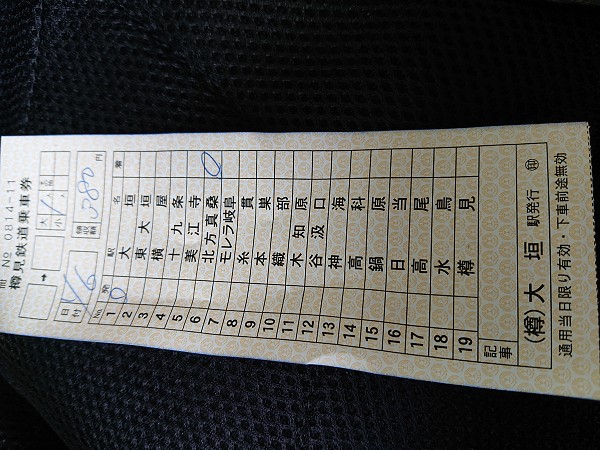 No 0814-11
樽見鉄道乗車券
大
小
人
→
日付 1/6
領収額 380 円
No. 発 駅名 着
1 大垣
2 東大垣
3 横屋
4 十九条
5 美江寺
6 北方真桑
7 モレラ岐阜
8 糸貫
9 本巣
10 織部
11 木知原
12 谷汲口
13 神海
14 高科
15 鍋原
16 日当
17 高尾
18 水鳥
19 樽見
記事
(樽)大垣駅発行 印
通用当日限り有効・下車前途無効